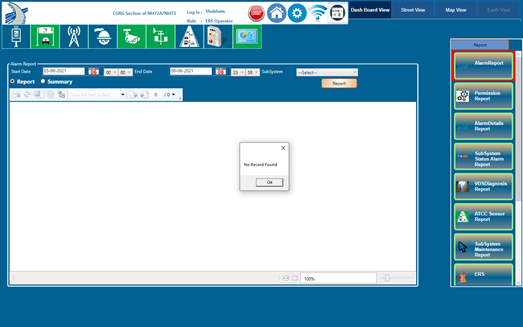 CGRG Section of NH72A/NH73
Log in : Shubham
Role : ERS Operator
Dash Board View
Street View
Map View
Earth View
Report
Alarm Report
Start Date 05-06-2021 00 00 End Date 06-06-2021 23 59 SubSystem --Select--
Report Summary
Report
Type the text to find 0 / 0
No Record Found
OK
100%
AlarmReport
Permission
Report
AlarmDetails
Report
SubSystem
Status Alarm
Report
VDSDiagnosis
Report
ATCC Sensor
Report
SubSystem
Maintenance
Report
ERS